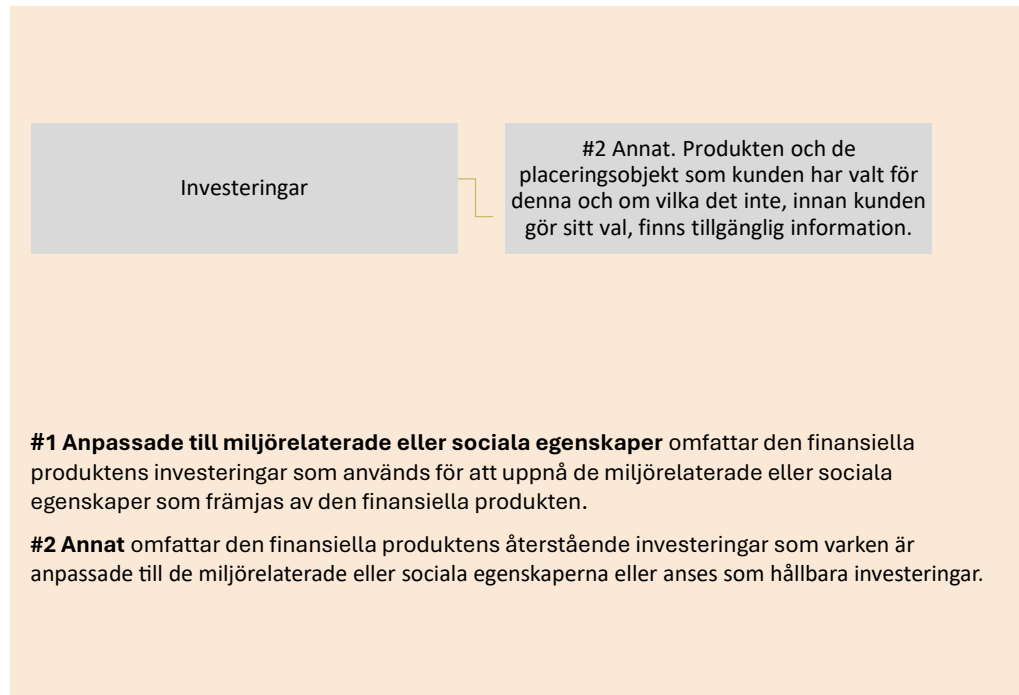 Investeringar
#2 Annat. Produkten och de
placeringsobjekt som kunden har valt för
denna och om vilka det inte, innan kunden
gör sitt val, finns tillgänglig information.
#1 Anpassade till miljörelaterade eller sociala egenskaper omfattar den finansiella
produktens investeringar som används för att uppnå de miljörelaterade eller sociala
egenskaper som främjas av den finansiella produkten.
#2 Annat omfattar den finansiella produktens återstående investeringar som varken är
anpassade till de miljörelaterade eller sociala egenskaperna eller anses som hållbara investeringar.